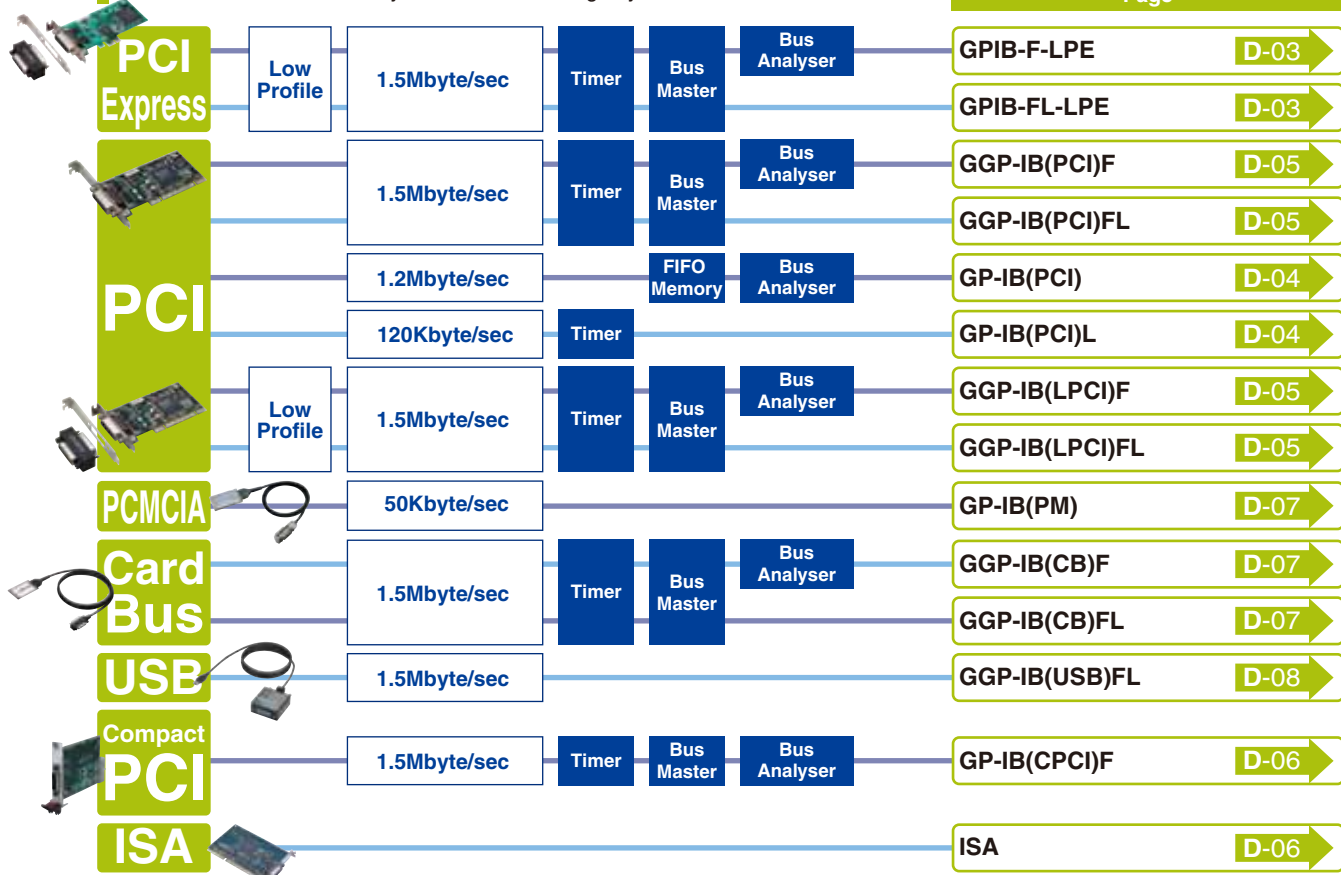 PCI
Express
Low
Profile
1.5Mbyte/sec
Timer
Bus
Master
Bus
Analyser
GPIB-F-LPE D-03
GPIB-FL-LPE D-03
PCI
1.5Mbyte/sec
Timer
Bus
Master
Bus
Analyser
GGP-IB(PCI)F D-05
GGP-IB(PCI)FL D-05
1.2Mbyte/sec
FIFO
Memory
Bus
Analyser
GP-IB(PCI) D-04
120Kbyte/sec
Timer
GP-IB(PCI)L D-04
Low
Profile
1.5Mbyte/sec
Timer
Bus
Master
Bus
Analyser
GGP-IB(LPCI)F D-05
GGP-IB(LPCI)FL D-05
PCMCIA
50Kbyte/sec
GP-IB(PM) D-07
Card
Bus
1.5Mbyte/sec
Timer
Bus
Master
Bus
Analyser
GGP-IB(CB)F D-07
GGP-IB(CB)FL D-07
USB
1.5Mbyte/sec
GGP-IB(USB)FL D-08
Compact
PCI
1.5Mbyte/sec
Timer
Bus
Master
Bus
Analyser
GP-IB(CPCI)F D-06
ISA
ISA D-06